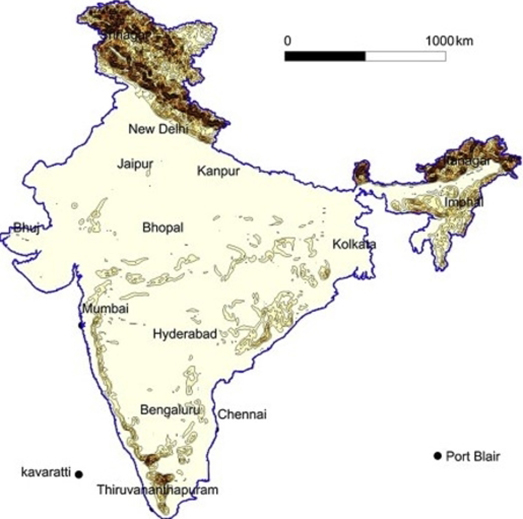 Srinagar
0 1000 km
New Delhi
Jaipur
Kanpur
Itanagar
Imphal
Bhuj
Bhopal
Kolkata
Mumbai
Hyderabad
Bengaluru
Chennai
Port Blair
kavaratti
Thiruvananthapuram